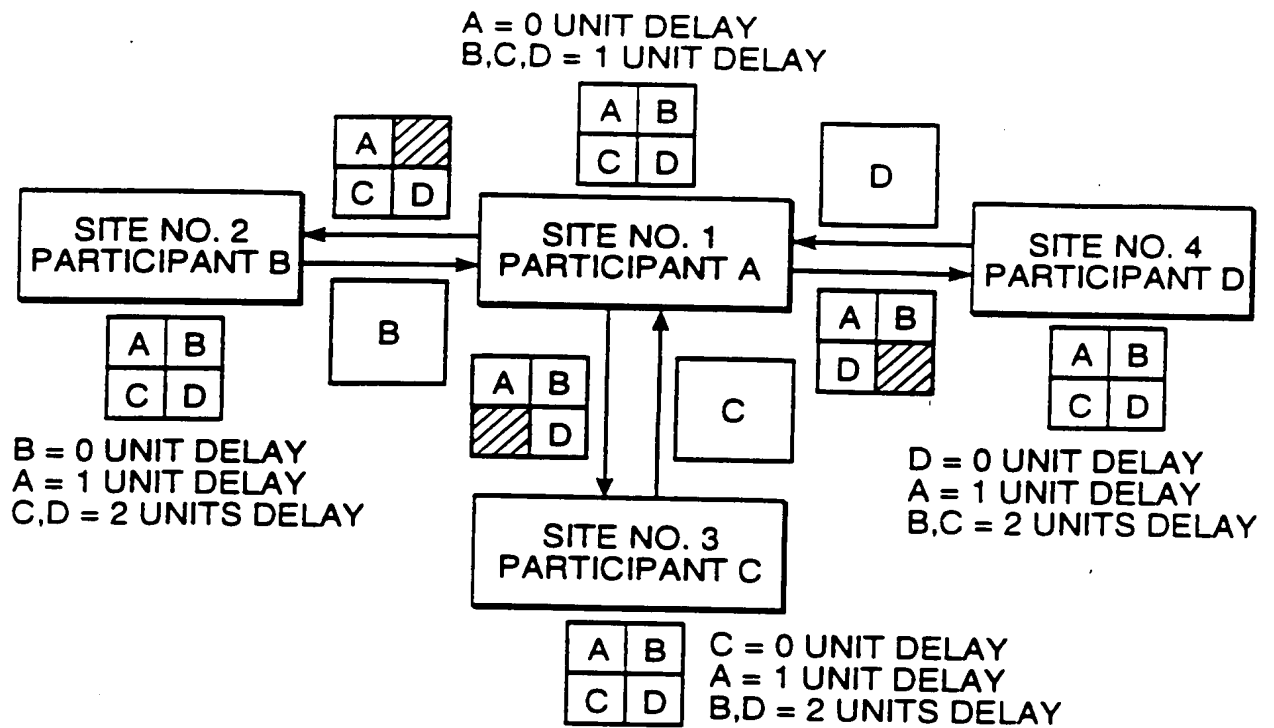 A = 0 UNIT DELAY
B,C,D = 1 UNIT DELAY
A B
C D
A
C D
D
SITE NO. 2
PARTICIPANT B
SITE NO. 1
PARTICIPANT A
SITE NO. 4
PARTICIPANT D
B
A B
D
A B
D
C
A B
C D
A B
C D
B = 0 UNIT DELAY
A = 1 UNIT DELAY
C,D = 2 UNITS DELAY
D = 0 UNIT DELAY
A = 1 UNIT DELAY
B,C = 2 UNITS DELAY
SITE NO. 3
PARTICIPANT C
A B
C D
C = 0 UNIT DELAY
A = 1 UNIT DELAY
B,D = 2 UNITS DELAY